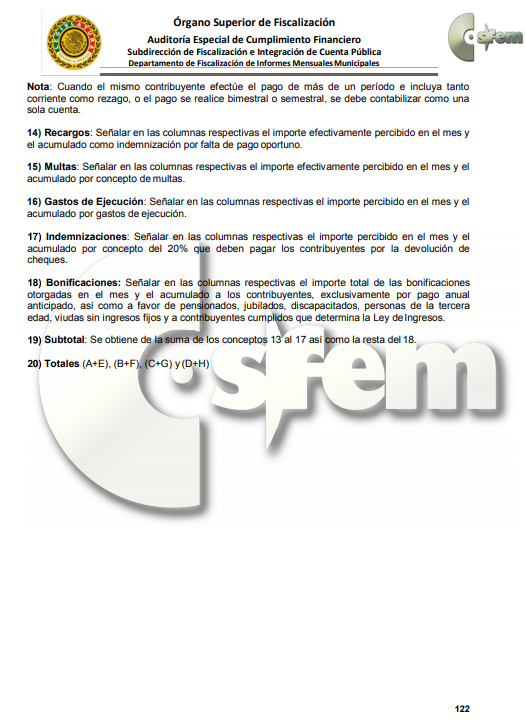 Órgano Superior de Fiscalización
Auditoría Especial de Cumplimiento Financiero
Subdirección de Fiscalización e Integración de Cuenta Pública
Departamento de Fiscalización de Informes Mensuales Municipales
osfem
Nota: Cuando el mismo contribuyente efectúe el pago de más de un período e incluya tanto
corriente como rezago, o el pago se realice bimestral o semestral, se debe contabilizar como una
sola cuenta.
14) Recargos: Señalar en las columnas respectivas el importe efectivamente percibido en el mes y
el acumulado como indemnización por falta de pago oportuno.
15) Multas: Señalar en las columnas respectivas el importe efectivamente percibido en el mes y el
acumulado por concepto de multas.
16) Gastos de Ejecución: Señalar en las columnas respectivas el importe percibido en el mes y el
acumulado por gastos de ejecución.
17) Indemnizaciones: Señalar en las columnas respectivas el importe percibido en el mes y el
acumulado por concepto del 20% que deben pagar los contribuyentes por la devolución de
cheques.
18) Bonificaciones: Señalar en las columnas respectivas el importe total de las bonificaciones
otorgadas en el mes y el acumulado a los contribuyentes, exclusivamente por pago anual
anticipado, así como a favor de pensionados, jubilados, discapacitados, personas de la tercera
edad, viudas sin ingresos fijos y a contribuyentes cumplidos que determina la Ley de Ingresos.
19) Subtotal: Se obtiene de la suma de los conceptos 13 al 17 así como la resta del 18.
20) Totales (A+E), (B+F), (C+G) y (D+H)
osfem
122